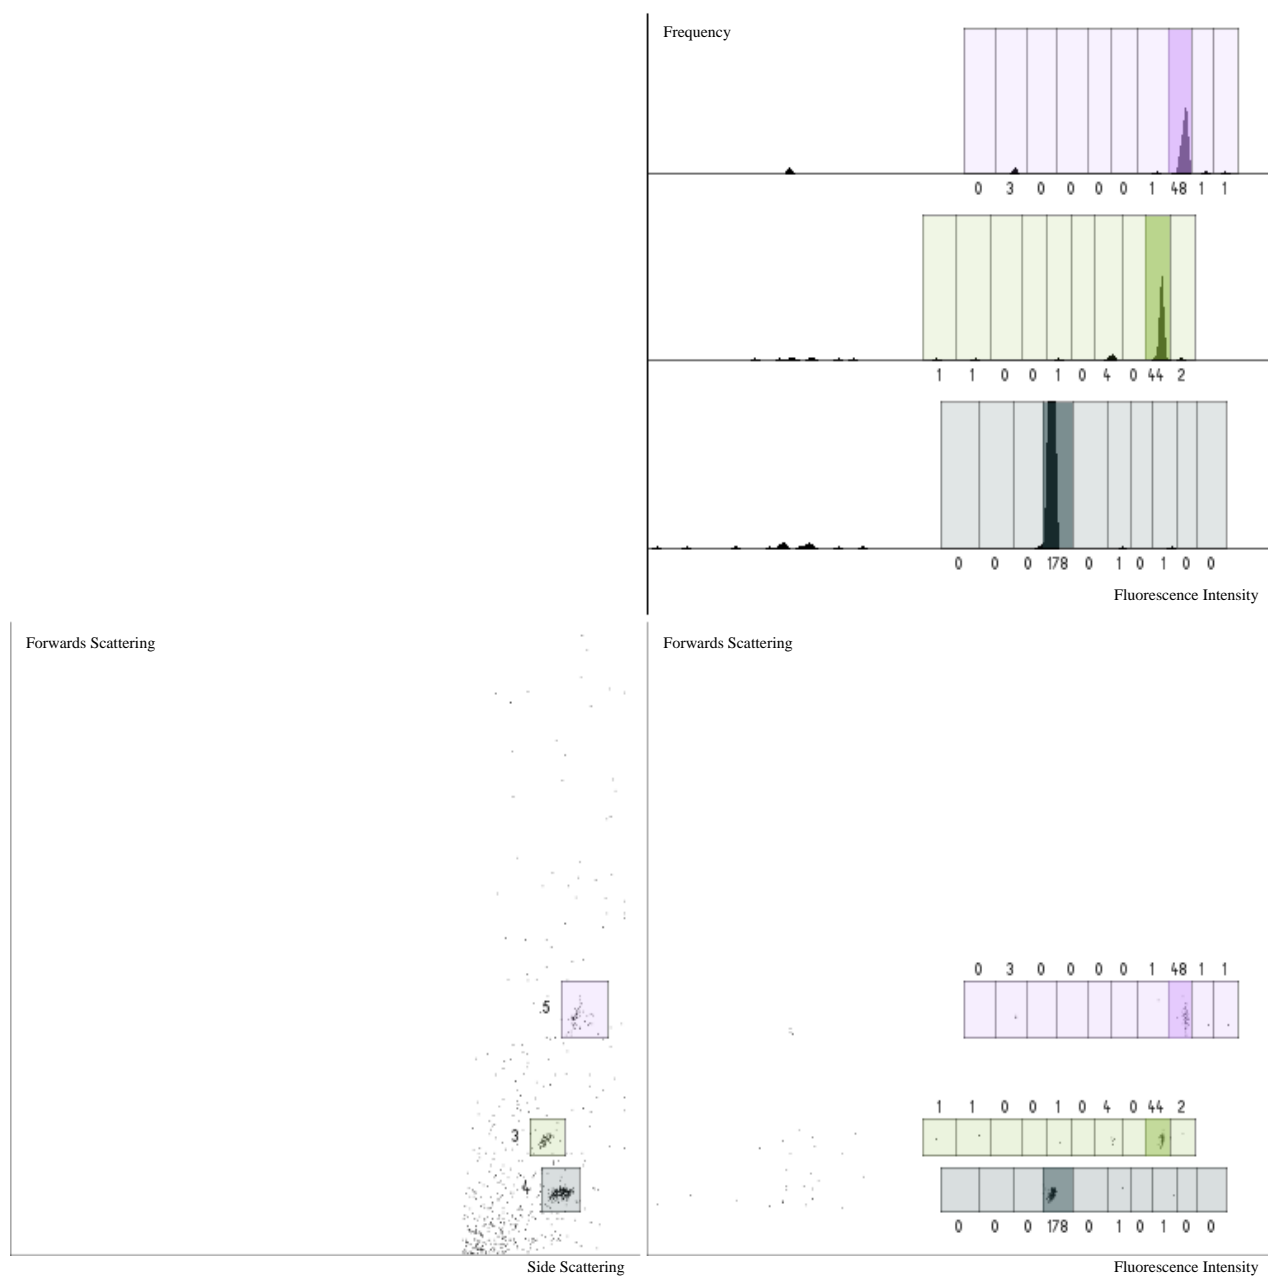 Frequency
0 3 0 0 0 0 1 48 1 1
1 1 0 0 1 0 4 0 44 2
0 0 0 178 0 1 0 1 0 0
Fluorescence Intensity
Forwards Scattering
Forwards Scattering
0 3 0 0 0 0 1 48 1 1
5
1 1 0 0 1 0 4 0 44 2
3
4
0 0 0 178 0 1 0 1 0 0
Side Scattering
Fluorescence Intensity